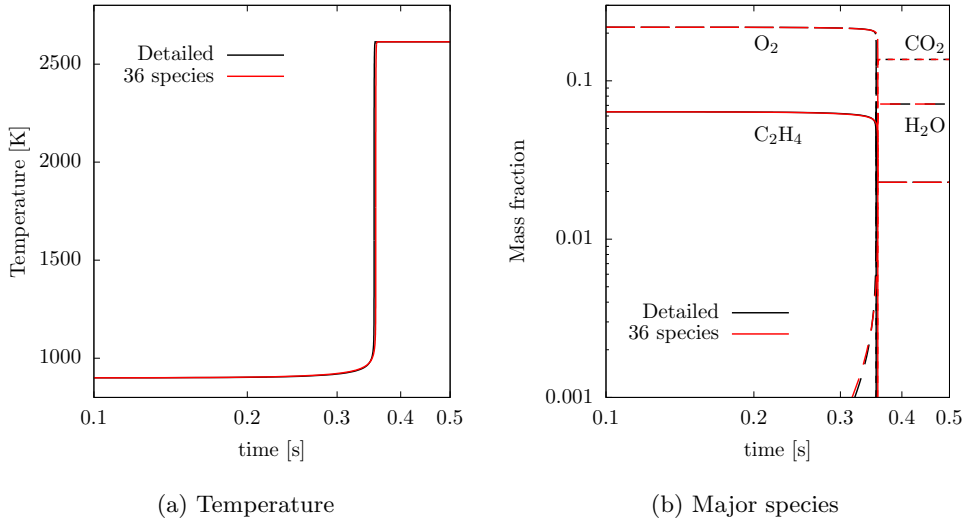 Temperature [K]
2500
2000
1500
1000
0.1
0.2
0.3
0.4
0.5
time [s]
Detailed
36 species
(a) Temperature
Mass fraction
0.1
0.01
0.001
0.1
0.2
0.3
0.4
0.5
time [s]
O₂
CO₂
C₂H₄
H₂O
Detailed
36 species
(b) Major species